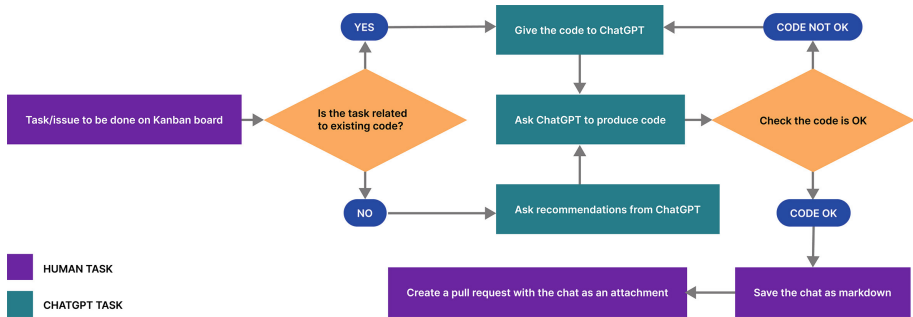 YES
Give the code to ChatGPT
CODE NOT OK
Task/issue to be done on Kanban board
Is the task related
to existing code?
Ask ChatGPT to produce code
Check the code is OK
NO
Ask recommendations from ChatGPT
CODE OK
HUMAN TASK
CHATGPT TASK
Create a pull request with the chat as an attachment
Save the chat as markdown